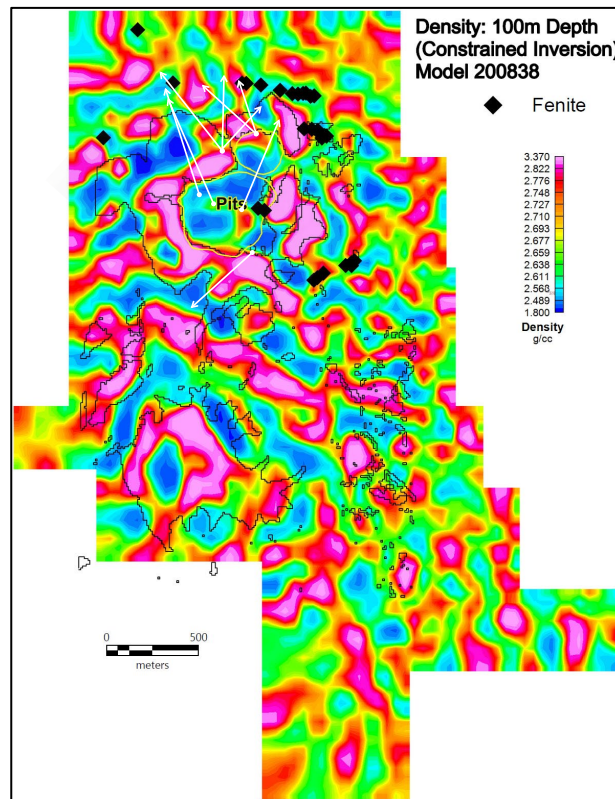 Density: 100m Depth
(Constrained Inversion)
Model 200838
Fenite
Pits
3.370
2.822
2.776
2.748
2.727
2.710
2.693
2.677
2.659
2.638
2.611
2.568
2.489
1.800
Density
g/cc
0 500
meters